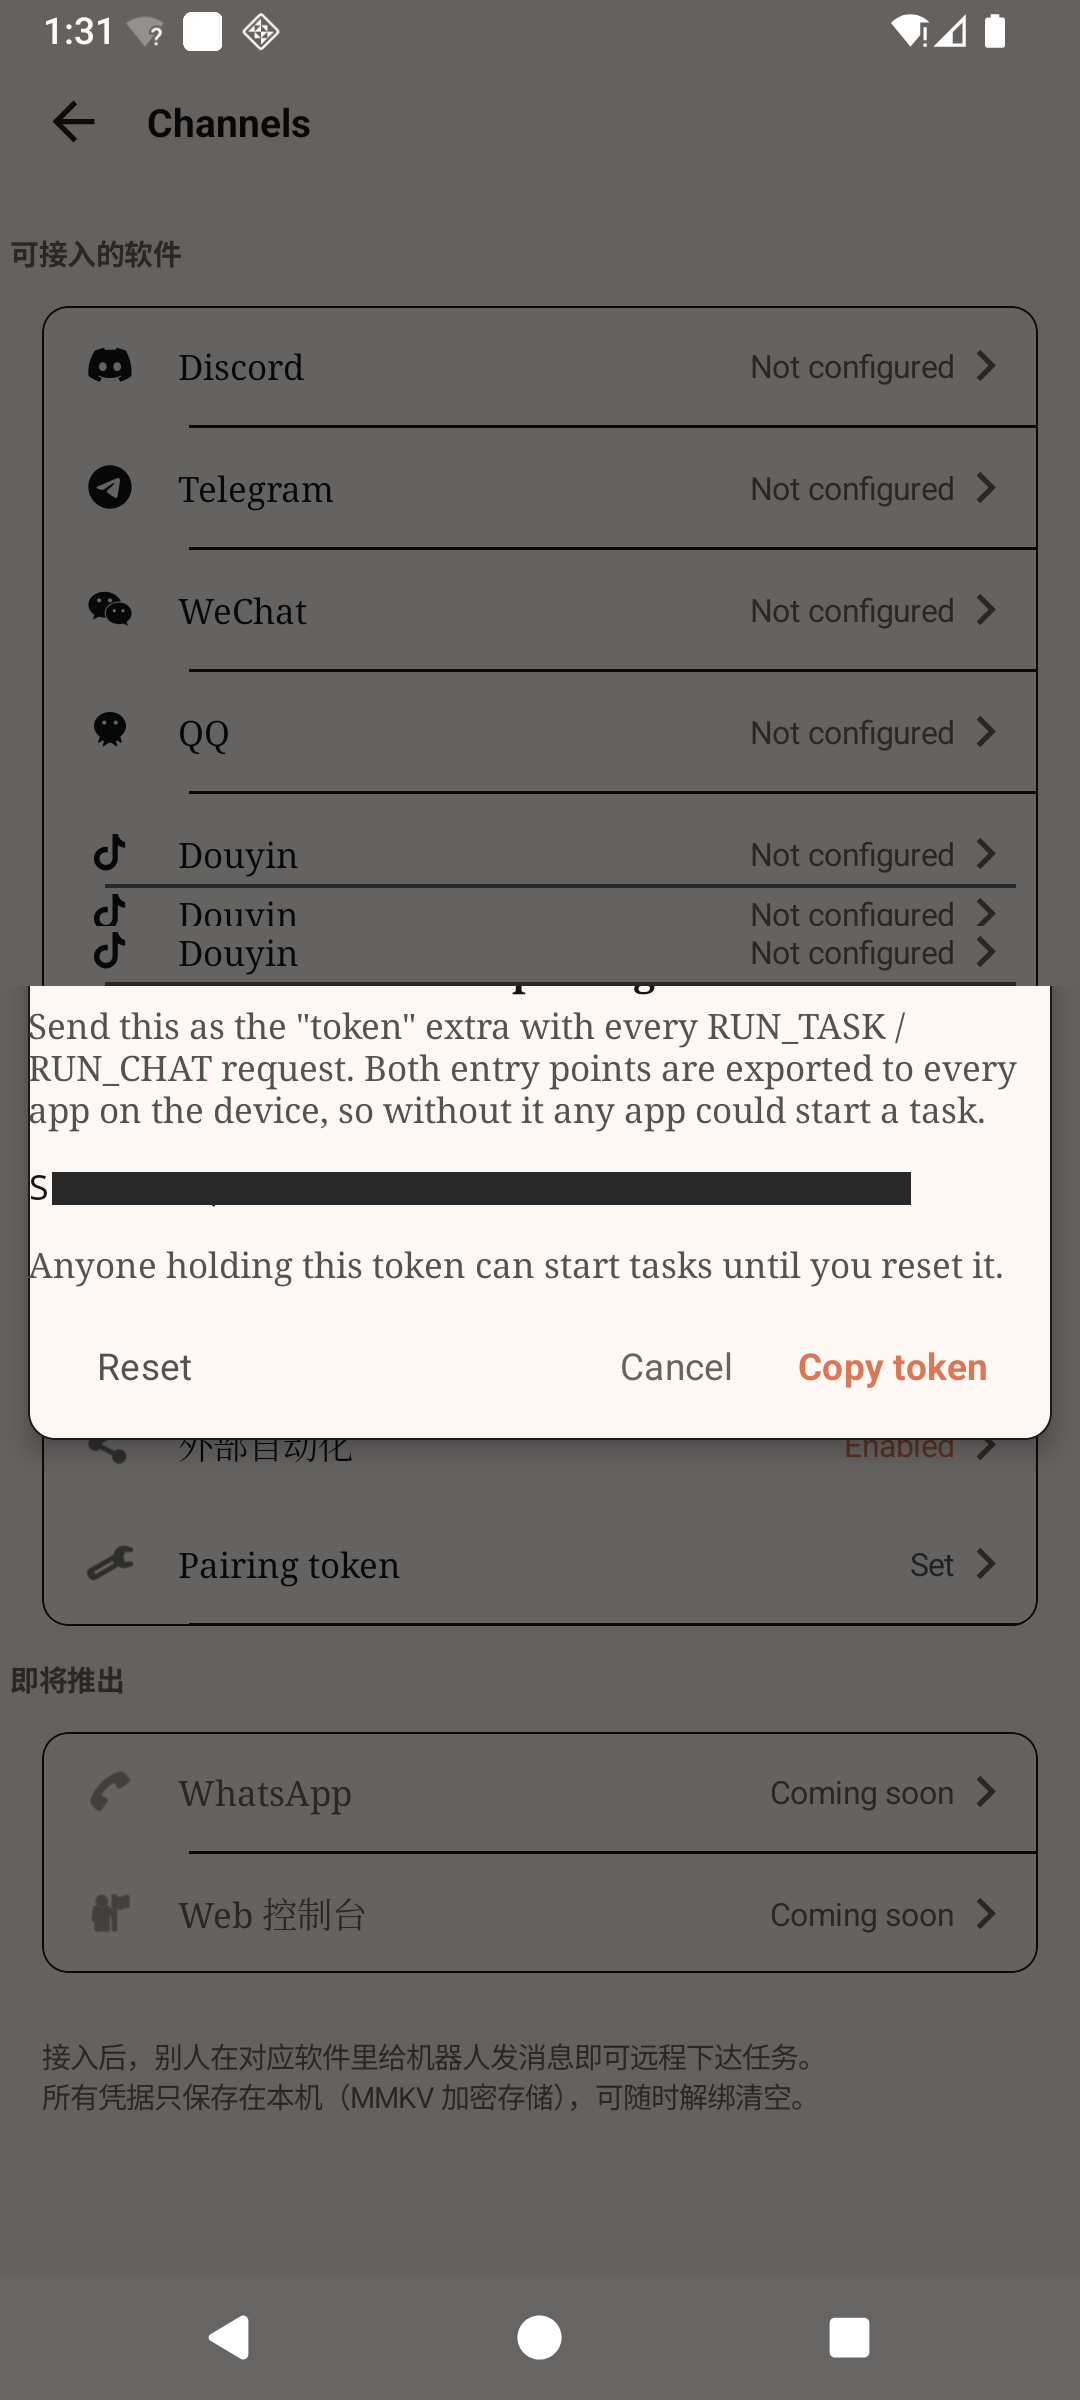 1:31
Channels
可接入的软件
Discord Not configured
Telegram Not configured
WeChat Not configured
QQ Not configured
Douyin Not configured
Douyin Not configured
Douyin Not configured
Send this as the "token" extra with every RUN_TASK /
RUN_CHAT request. Both entry points are exported to every
app on the device, so without it any app could start a task.
S
Anyone holding this token can start tasks until you reset it.
Reset Cancel Copy token
外部自动化 Enabled
Pairing token Set
即将推出
WhatsApp Coming soon
Web 控制台 Coming soon
接入后，别人在对应软件里给机器人发消息即可远程下达任务。
所有凭据只保存在本机（MMKV 加密存储），可随时解绑清空。